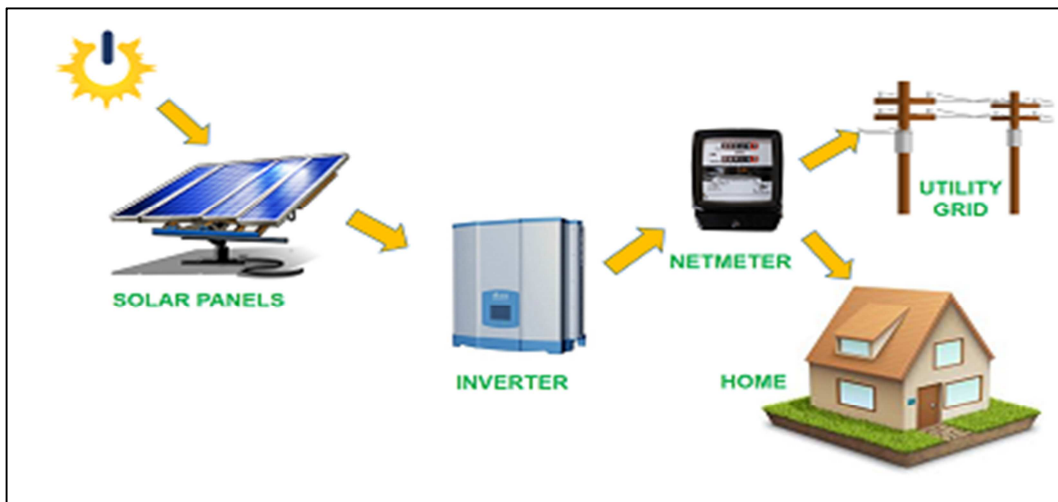 SOLAR PANELS
INVERTER
NETMETER
UTILITY
GRID
HOME